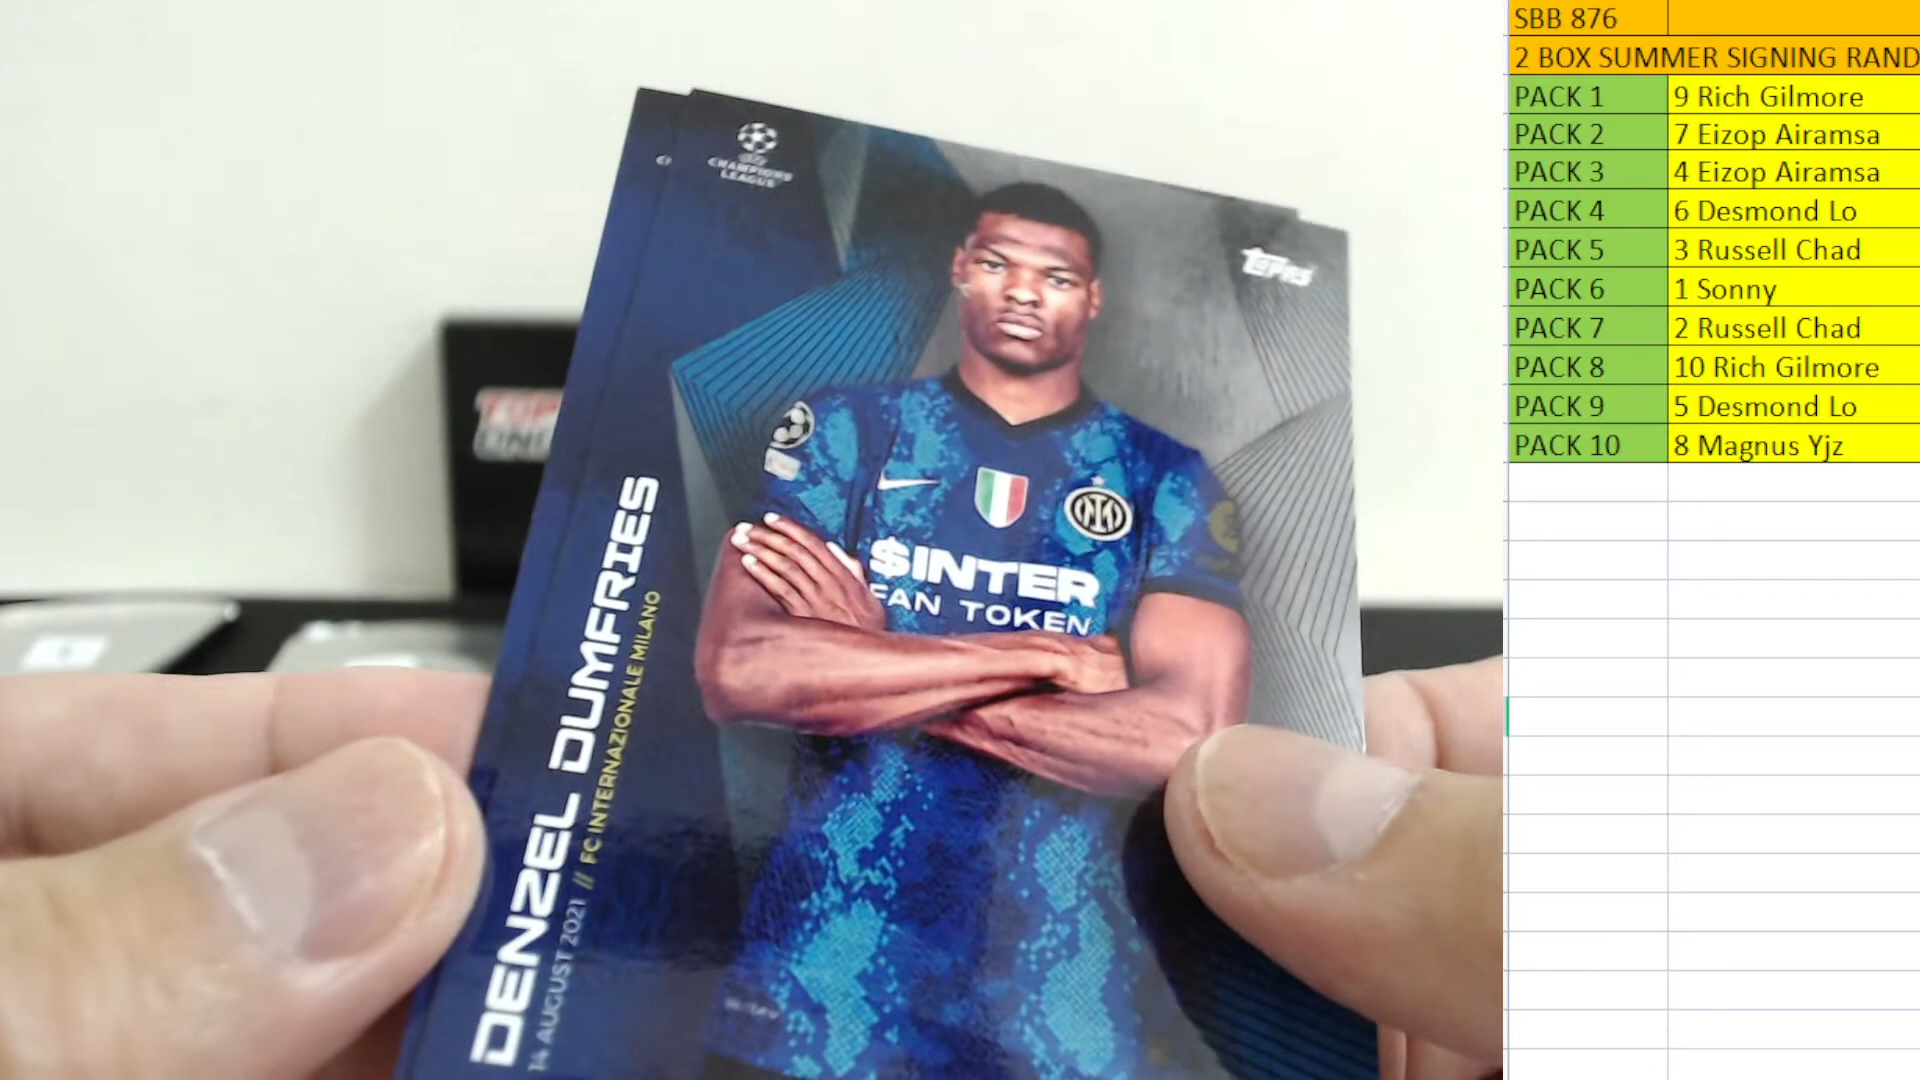 CHAMPIONS
LEAGUE
topps
$INTER
FAN TOKEN
DENZEL DUMFRIES
14 AUGUST 2021 // FC INTERNAZIONALE MILANO
SBB 876
2 BOX SUMMER SIGNING RAND
PACK 1 9 Rich Gilmore
PACK 2 7 Eizop Airamsa
PACK 3 4 Eizop Airamsa
PACK 4 6 Desmond Lo
PACK 5 3 Russell Chad
PACK 6 1 Sonny
PACK 7 2 Russell Chad
PACK 8 10 Rich Gilmore
PACK 9 5 Desmond Lo
PACK 10 8 Magnus Yjz